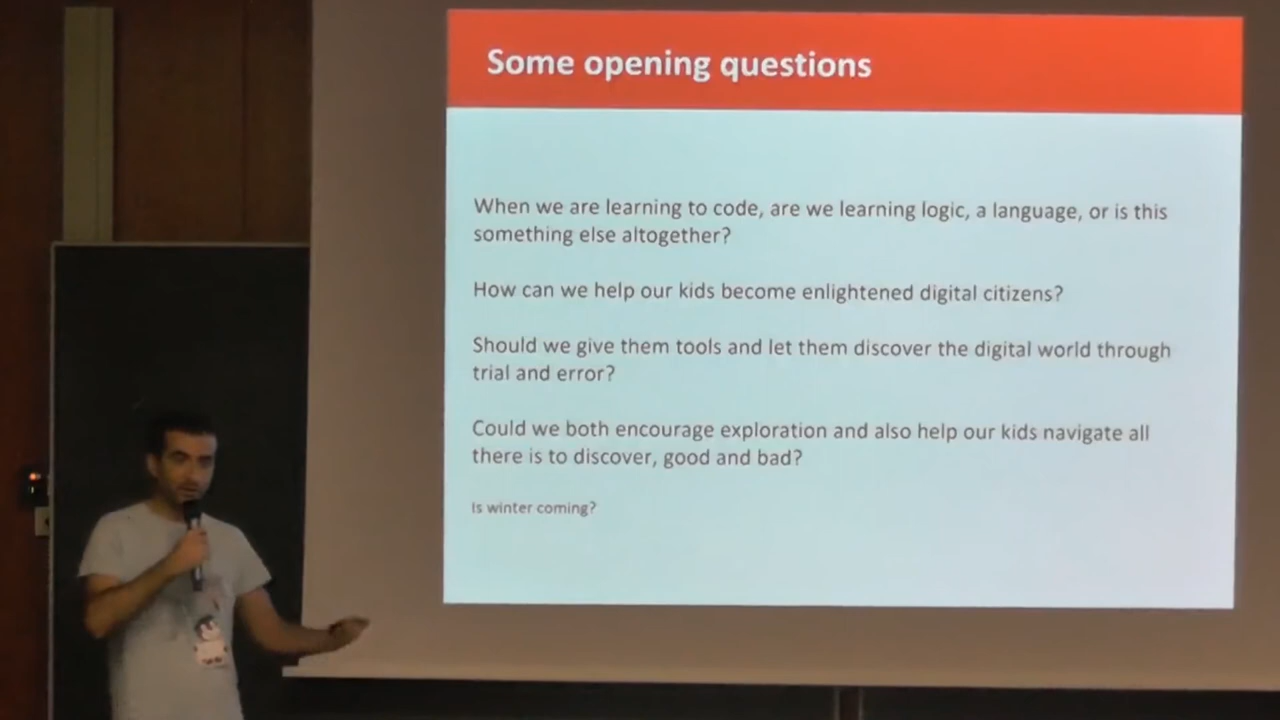 Some opening questions
When we are learning to code, are we learning logic, a language, or is this
something else altogether?
How can we help our kids become enlightened digital citizens?
Should we give them tools and let them discover the digital world through
trial and error?
Could we both encourage exploration and also help our kids navigate all
there is to discover, good and bad?
Is winter coming?